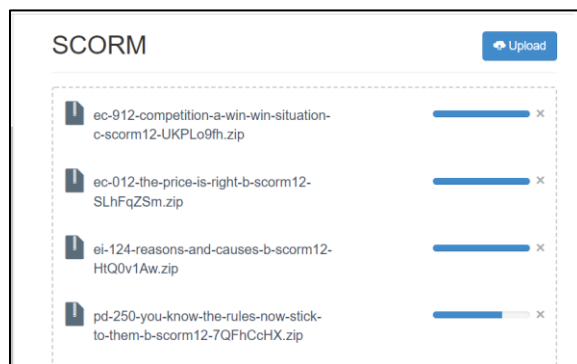 SCORM
Upload
ec-912-competition-a-win-win-situation-
c-scorm12-UKPLo9fh.zip
ec-012-the-price-is-right-b-scorm12-
SLhFqZSm.zip
ei-124-reasons-and-causes-b-scorm12-
HtQ0v1Aw.zip
pd-250-you-know-the-rules-now-stick-
to-them-b-scorm12-7QFhCcHX.zip